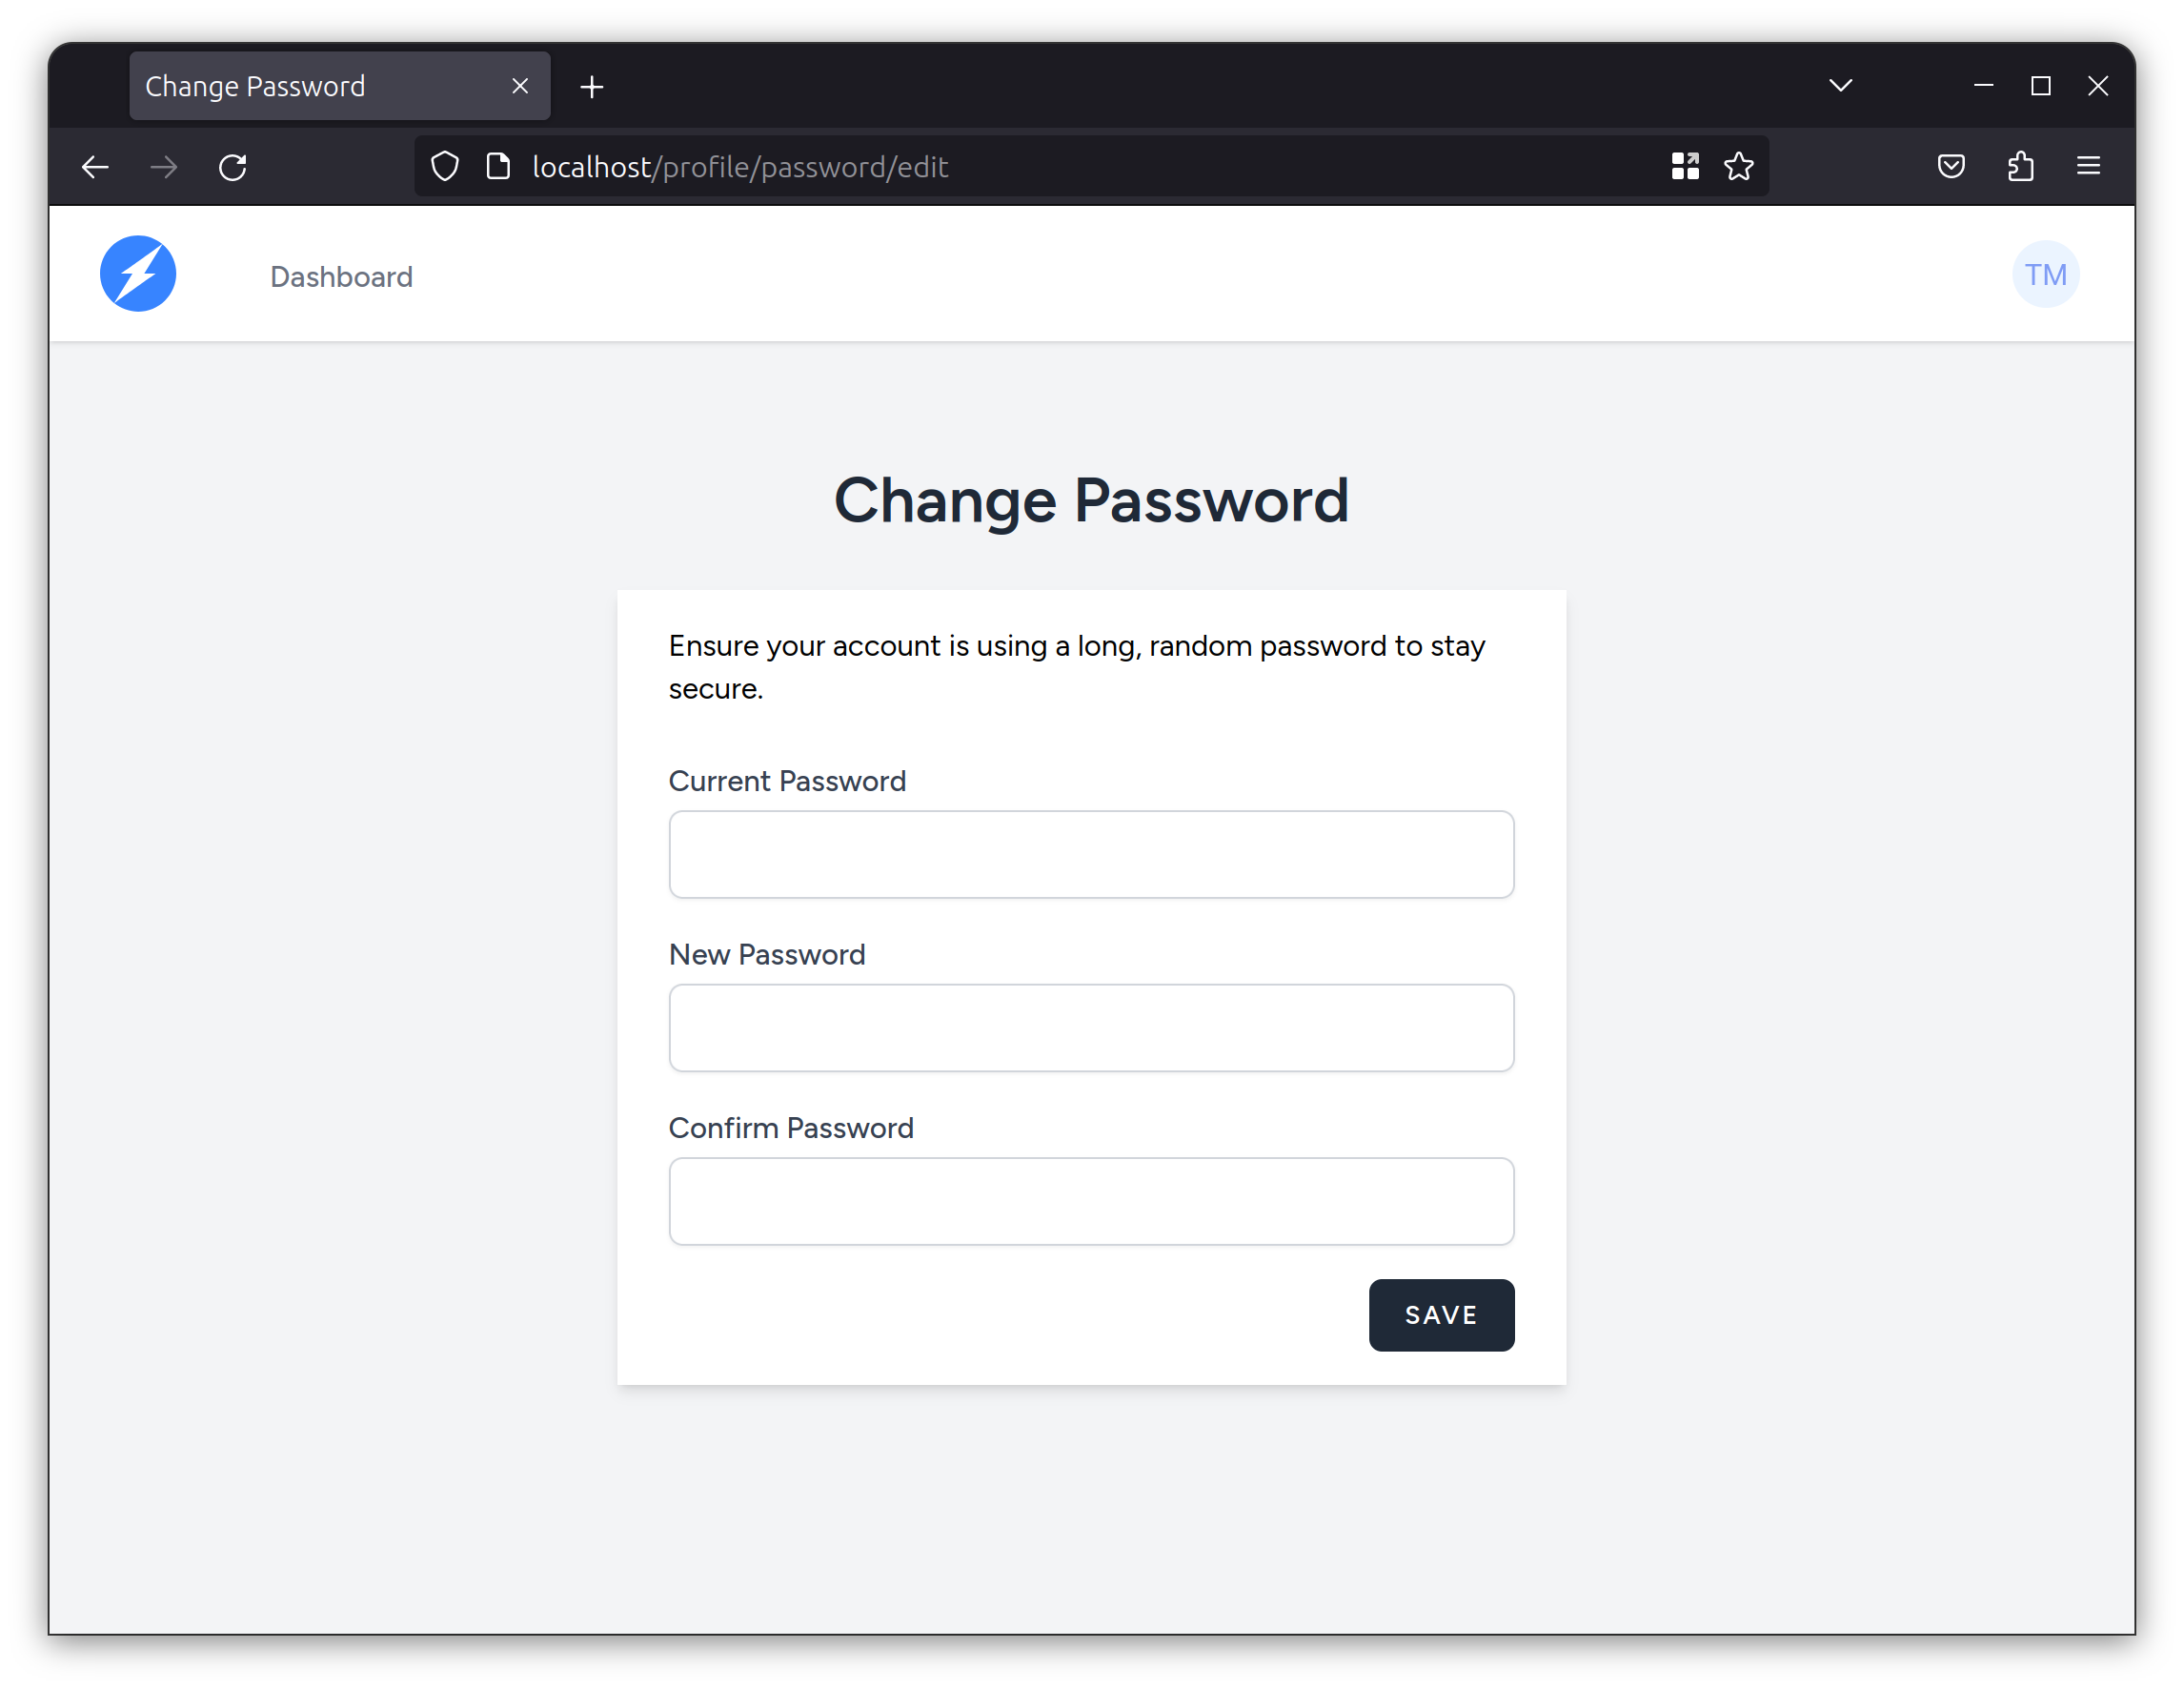 Change Password
localhost/profile/password/edit
Dashboard
TM
Change Password
Ensure your account is using a long, random password to stay
secure.
Current Password
New Password
Confirm Password
SAVE